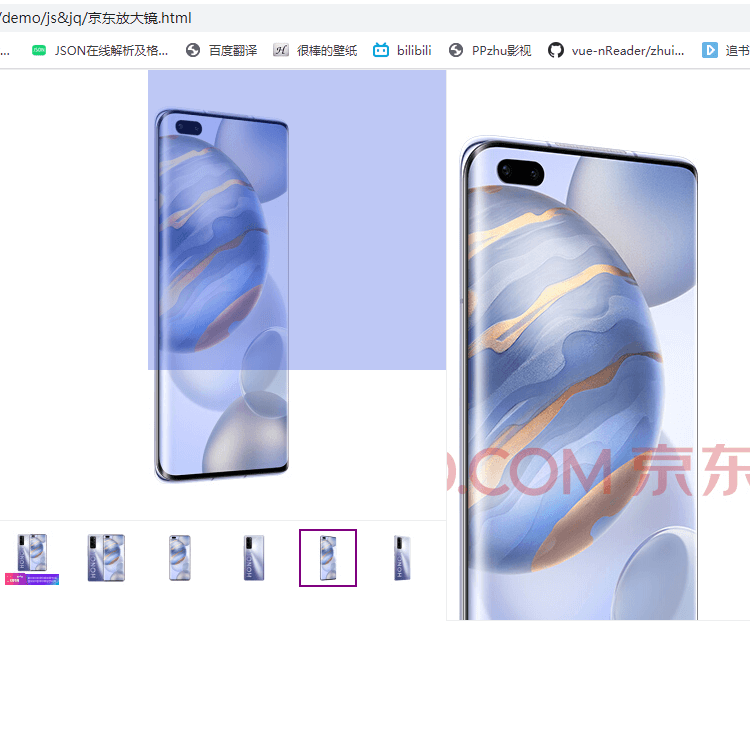 /demo/js&jq/京东放大镜.html
... JSON在线解析及格... 百度翻译 很棒的壁纸 bilibili PPzhu影视 vue-nReader/zhui... 追书
.COM 京东
HONOR